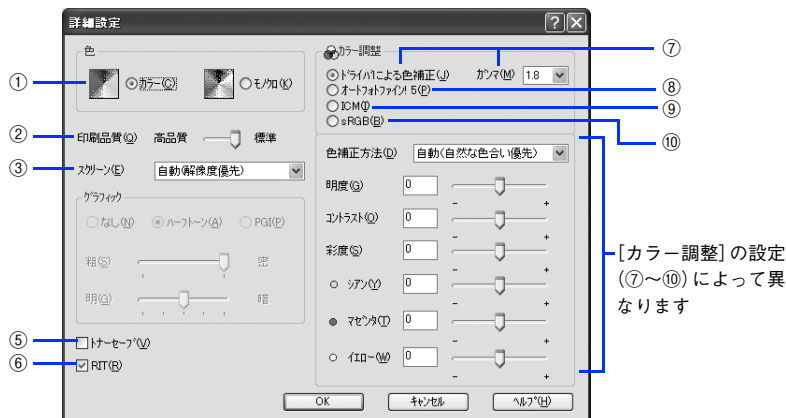 詳細設定
色
カラー(C)
モノクロ(K)
印刷品質(Q) 高品質 標準
スクリーン(E) 自動(解像度優先)
グラフィック
なし(N) ハーフトーン(A) PGI(P)
粗(S) 密
明(G) 暗
トナーセーブ(V)
RIT(R)
カラー調整
ドライバによる色補正(J) ガンマ(M) 1.8
オートフォトファイン!5(P)
ICM(I)
sRGB(B)
色補正方法(D) 自動(自然な色合い優先)
明度(G) 0
- +
コントラスト(O) 0
- +
彩度(S) 0
- +
シアン(Y) 0
- +
マゼンタ(T) 0
- +
イエロー(W) 0
- +
OK キャンセル ヘルプ(H)
①
②
③
⑤
⑥
⑦
⑧
⑨
⑩
[カラー調整]の設定
(⑦~⑩)によって異
なります